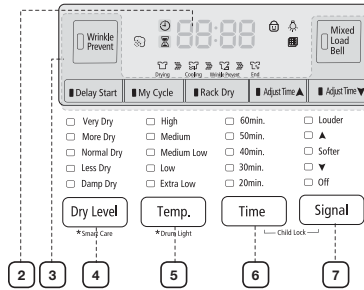 Wrinkle Prevent
88:88
Mixed Load Bell
Drying Cooling Wrinkle Prevent End
Delay Start My Cycle Rack Dry Adjust Time▲ Adjust Time▼
Very Dry High 60min. Louder
More Dry Medium 50min. ▲
Normal Dry Medium Low 40min. Softer
Less Dry Low 30min. ▼
Damp Dry Extra Low 20min. Off
Dry Level Temp. Time Signal
*Smart Care *Drum Light Child Lock
2 3 4 5 6 7